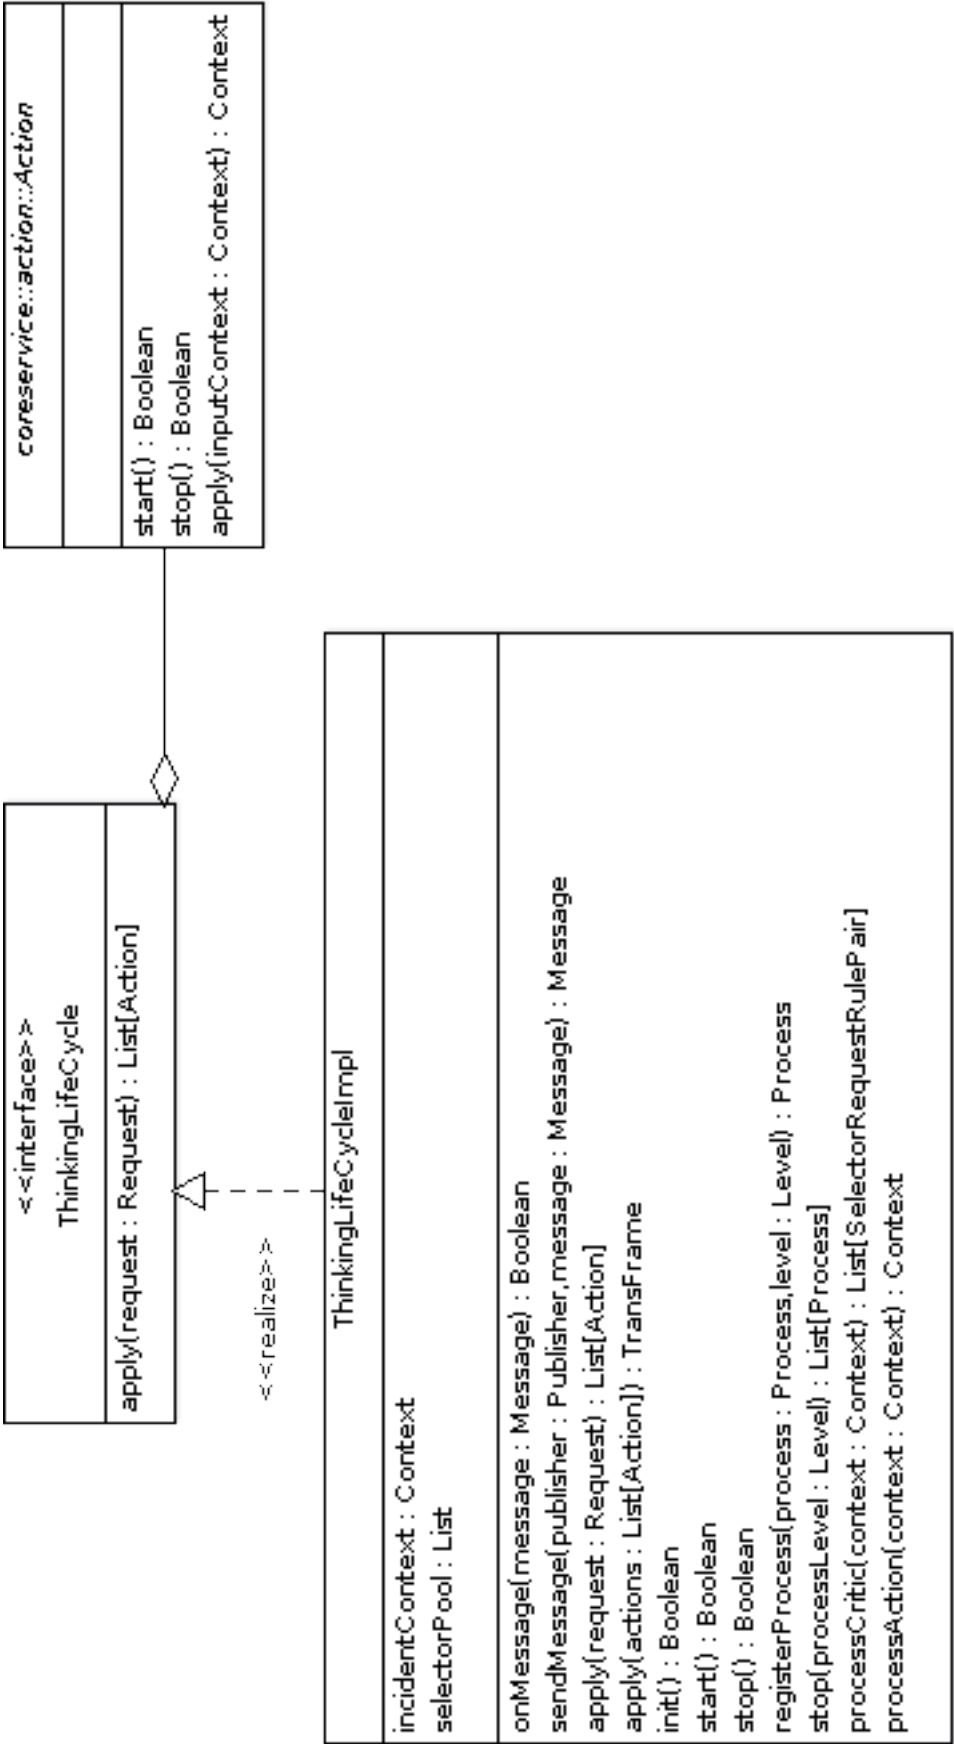 <<interface>>
ThinkingLifeCycle
apply(request : Request) : List[Action]
coreservice::action::Action
start() : Boolean
stop() : Boolean
apply(inputContext : Context) : Context
<<realize>>
ThinkingLifeCycleImpl
incidentContext : Context
selectorPool : List
onMessage(message : Message) : Boolean
sendMessage(publisher : Publisher,message : Message) : Message
apply(request : Request) : List[Action]
apply(actions : List[Action]) : TransFrame
init() : Boolean
start() : Boolean
stop() : Boolean
registerProcess(process : Process,level : Level) : Process
stop(processLevel : Level) : List[Process]
processCritic(context : Context) : List[SelectorRequestRulePair]
processAction(context : Context) : Context